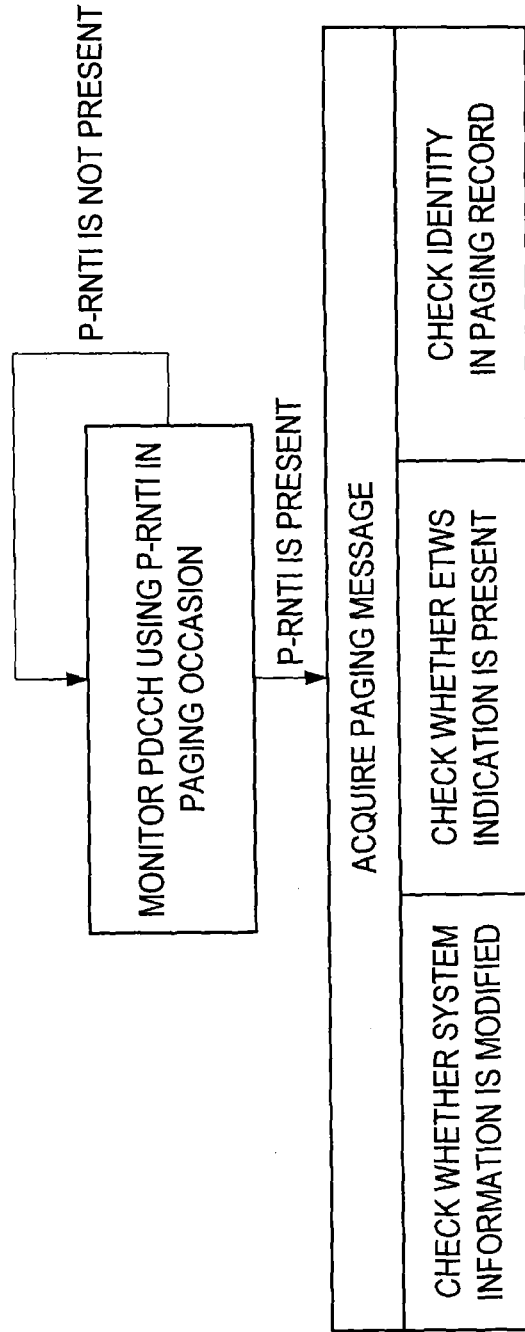 P-RNTI IS NOT PRESENT
MONITOR PDCCH USING P-RNTI IN
PAGING OCCASION
P-RNTI IS PRESENT
ACQUIRE PAGING MESSAGE
CHECK WHETHER SYSTEM
INFORMATION IS MODIFIED
CHECK WHETHER ETWS
INDICATION IS PRESENT
CHECK IDENTITY
IN PAGING RECORD